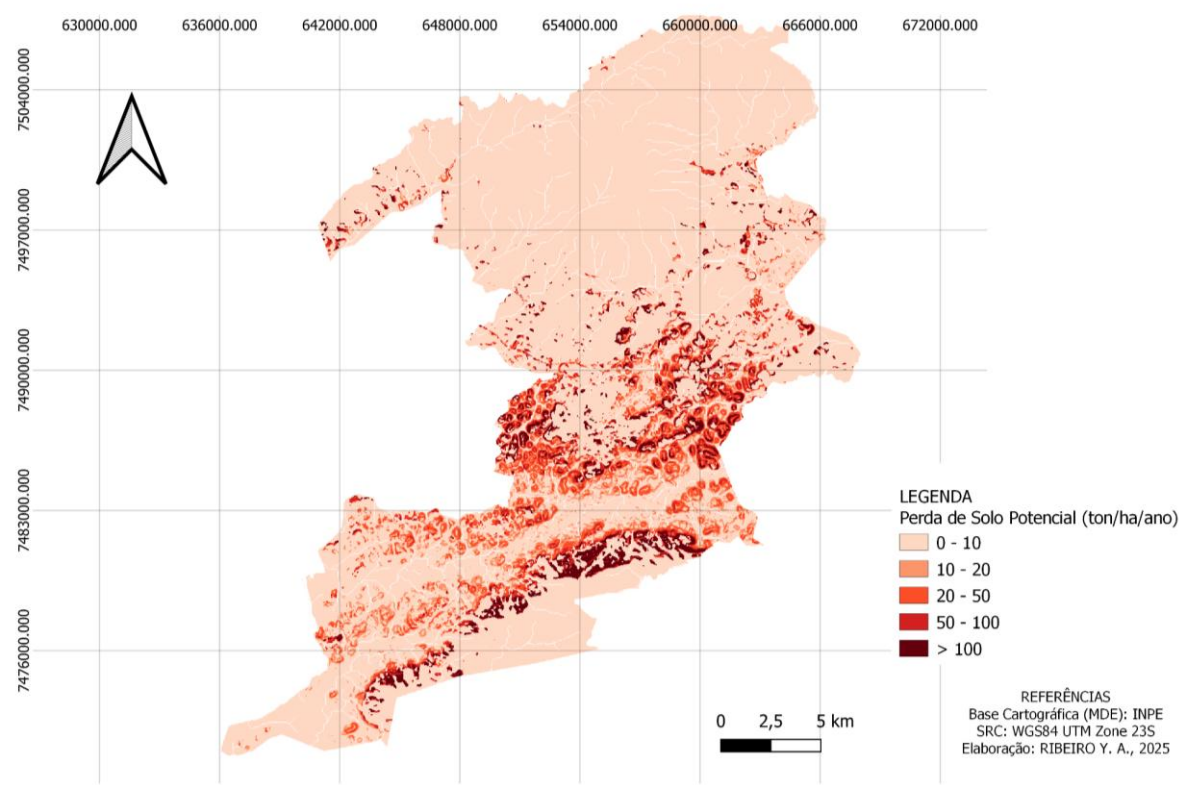 630000.000 636000.000 642000.000 648000.000 654000.000 660000.000 666000.000 672000.000
7504000.000
7497000.000
7490000.000
7483000.000
7476000.000
LEGENDA
Perda de Solo Potencial (ton/ha/ano)
0 - 10
10 - 20
20 - 50
50 - 100
> 100
0 2,5 5 km
REFERÊNCIAS
Base Cartográfica (MDE): INPE
SRC: WGS84 UTM Zone 23S
Elaboração: RIBEIRO Y. A., 2025